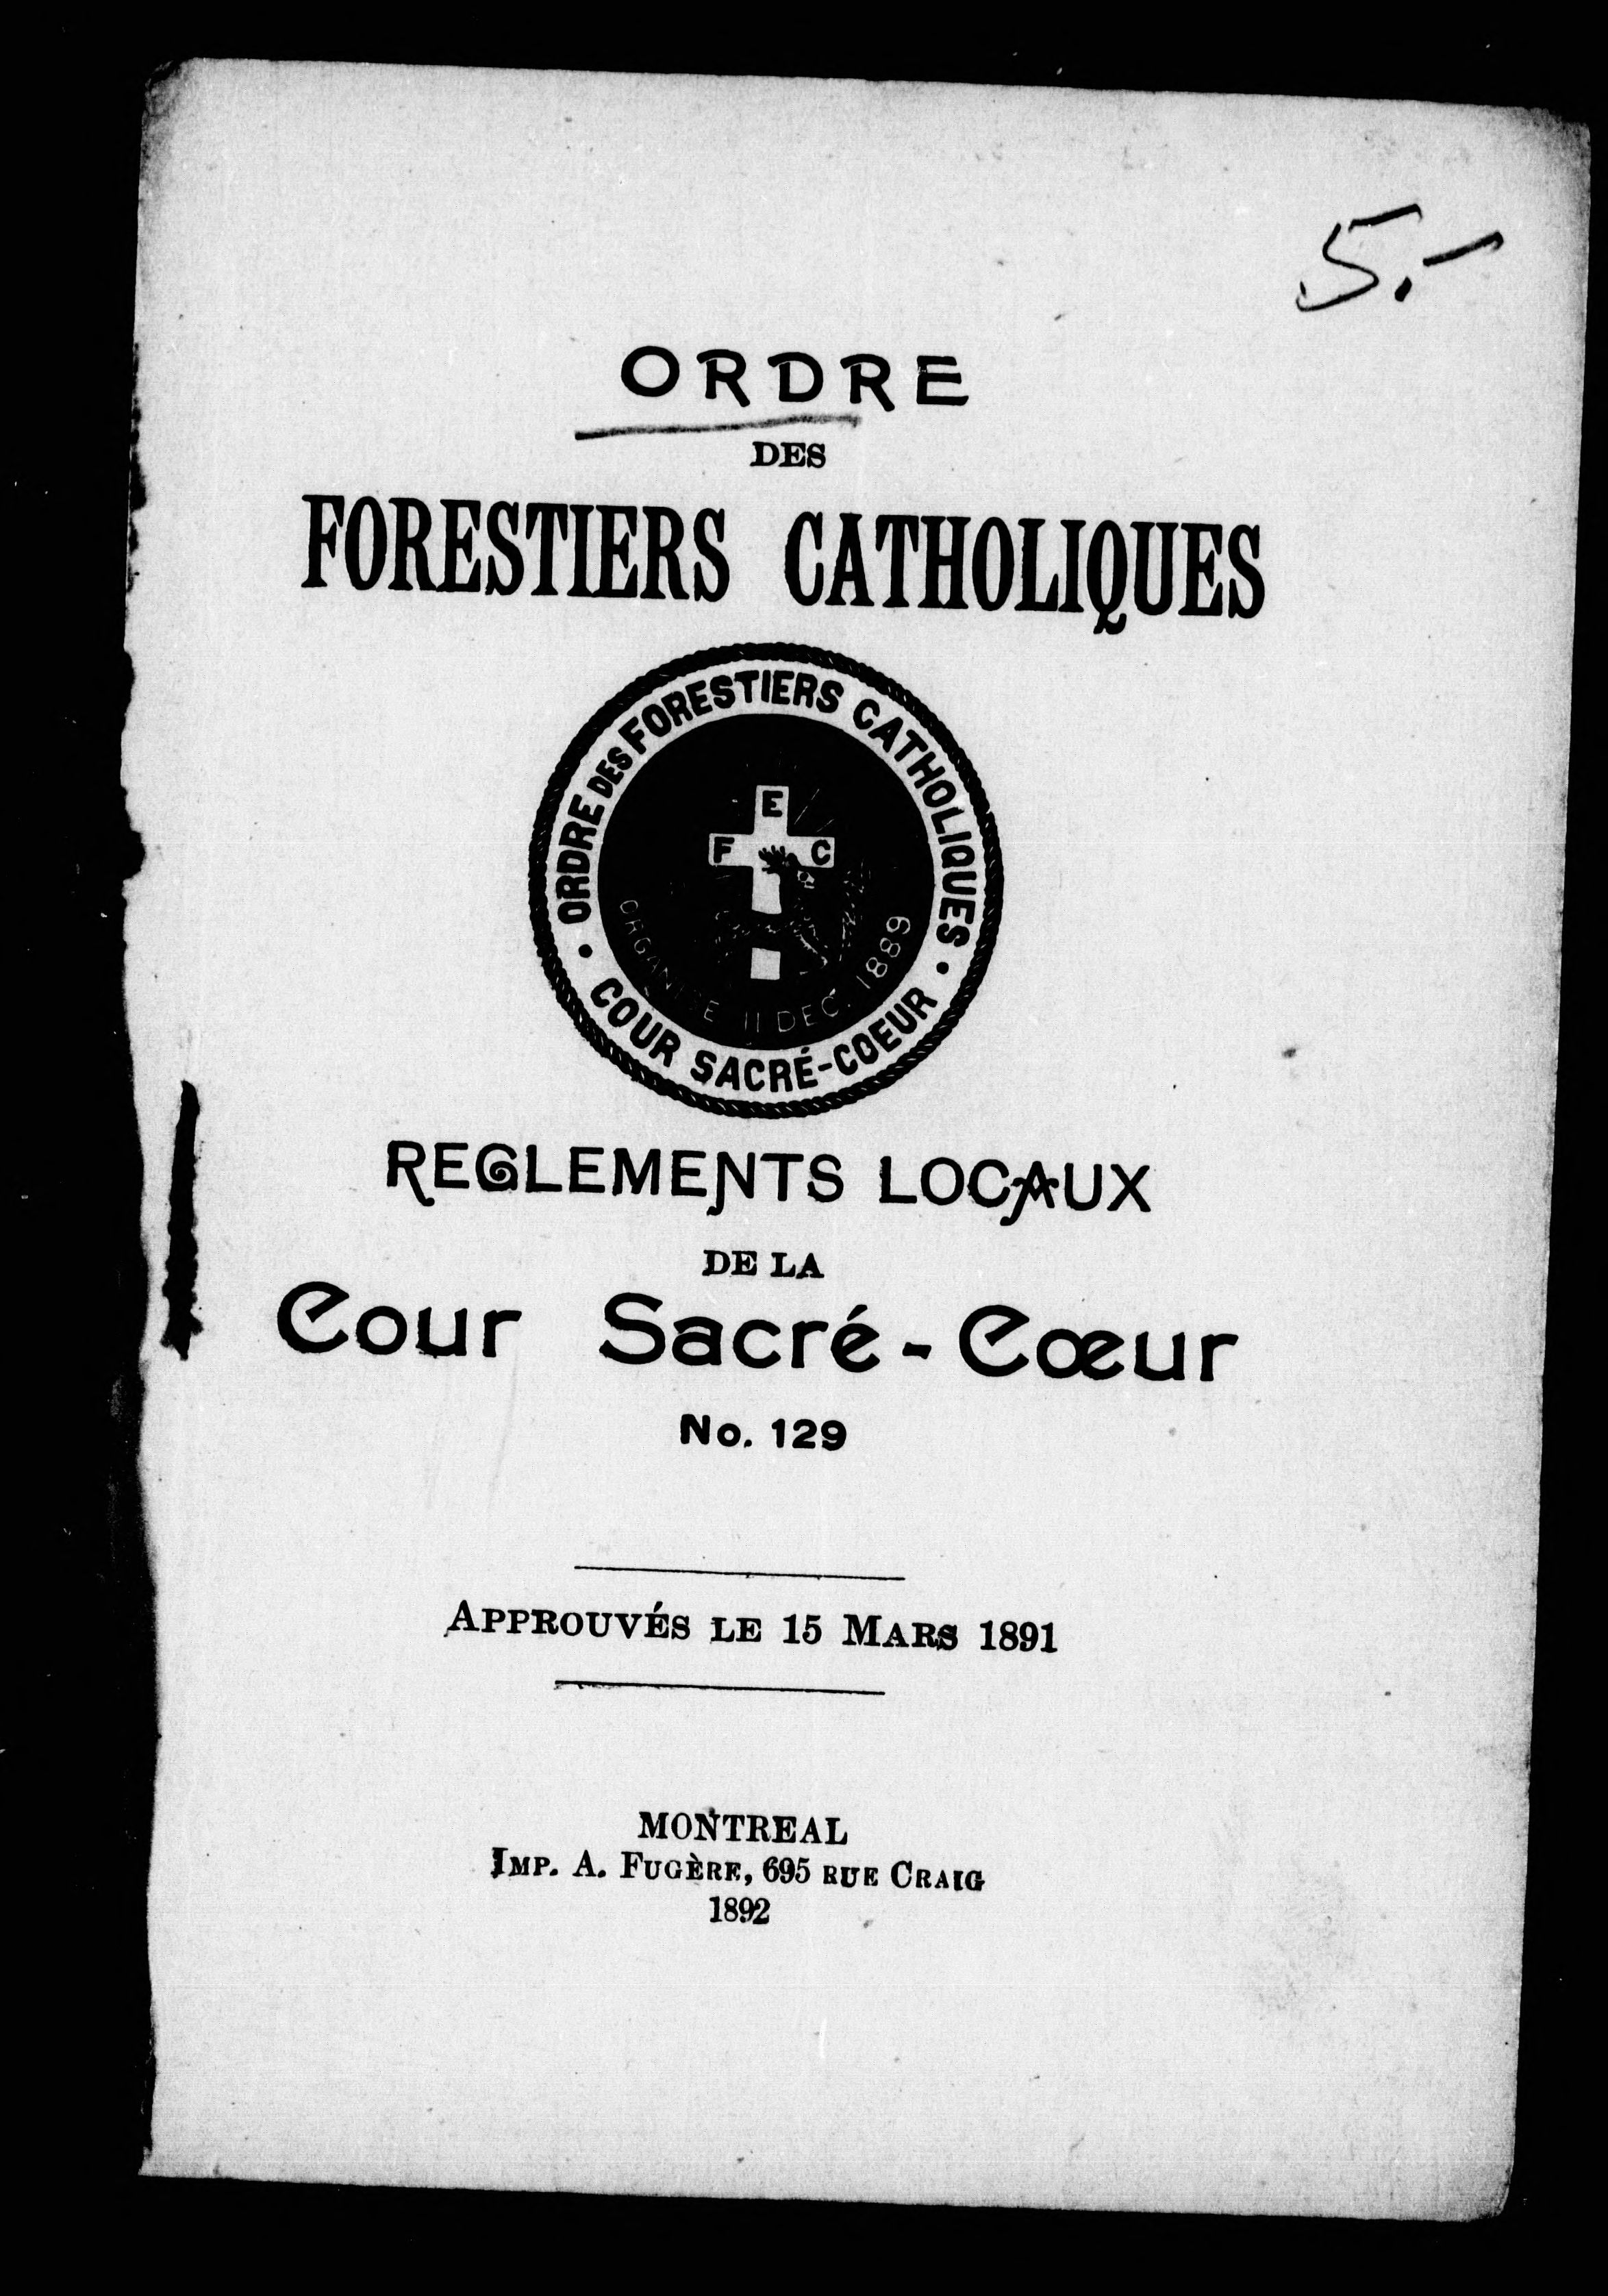 5.-
ORDRE
DES
FORESTIERS CATHOLIQUES
ORDRE DES FORESTIERS CATHOLIQUES
E
F C
ORGANISE 11 DEC. 1889
• COUR SACRÉ-COEUR •
REGLEMENTS LOCAUX
DE LA
Cour Sacré-Cœur
No. 129
APPROUVÉS LE 15 MARS 1891
MONTREAL
IMP. A. FUGÈRE, 695 RUE CRAIG
1892